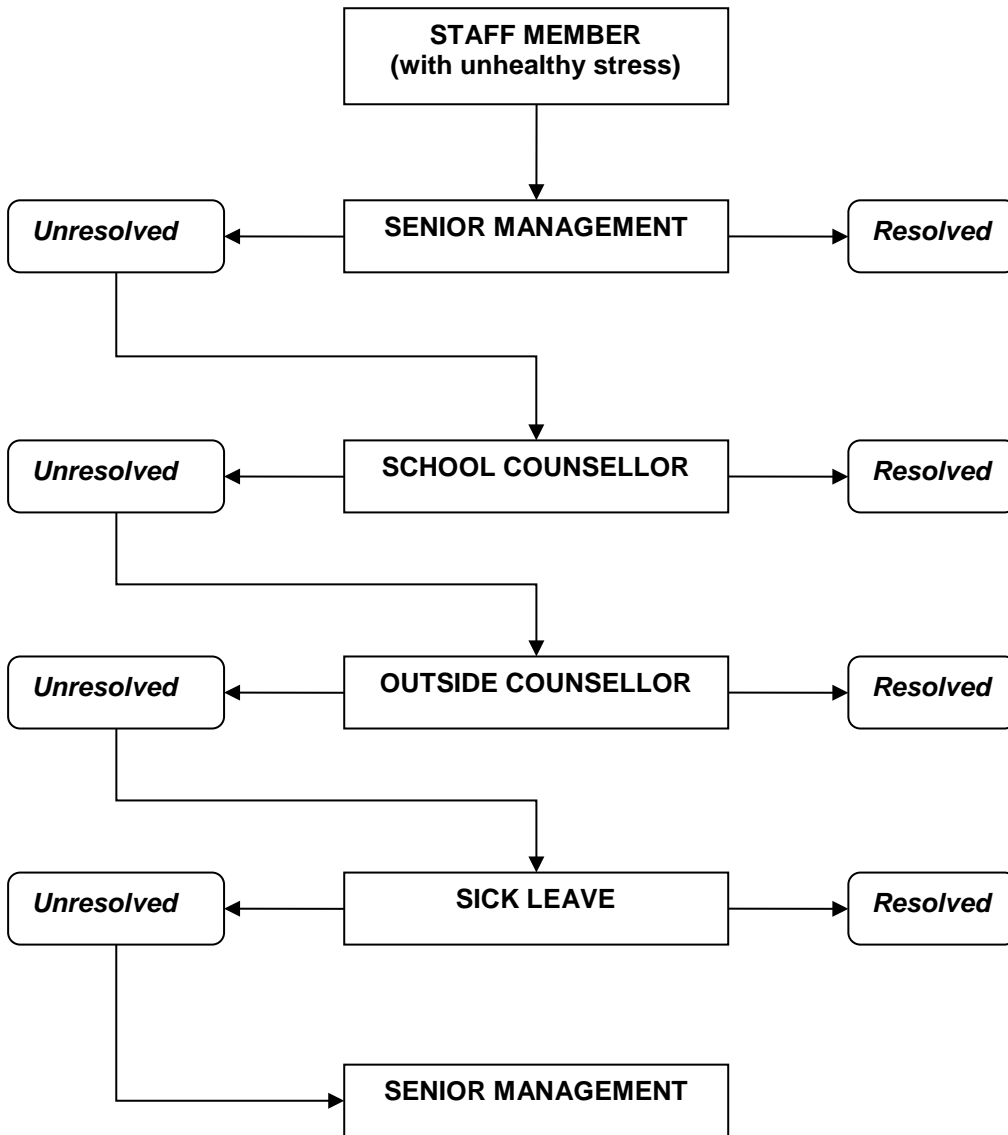 STAFF MEMBER
(with unhealthy stress)
Unresolved
SENIOR MANAGEMENT
Resolved
Unresolved
SCHOOL COUNSELLOR
Resolved
Unresolved
OUTSIDE COUNSELLOR
Resolved
Unresolved
SICK LEAVE
Resolved
SENIOR MANAGEMENT